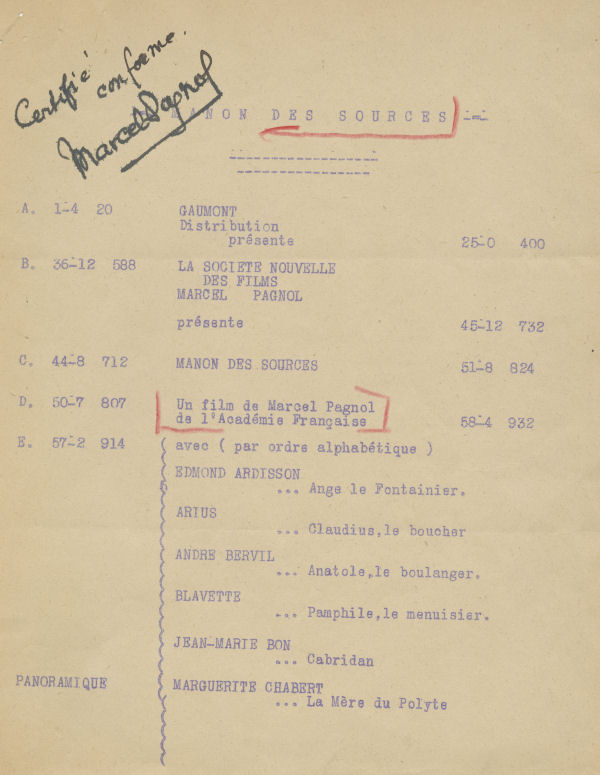 Certifié conforme.
Marcel Pagnol
MANON DES SOURCES -=-
A. 1-4 20 GAUMONT
Distribution
présente 25-0 400
B. 36-12 588 LA SOCIETE NOUVELLE
DES FILMS
MARCEL PAGNOL
présente 45-12 732
C. 44-8 712 MANON DES SOURCES 51-8 824
D. 50-7 807 Un film de Marcel Pagnol
de l'Académie Française 58-4 932
E. 57-2 914 ( avec ( par ordre alphabétique )
EDMOND ARDISSON
... Ange le Fontainier.
ARIUS
... Claudius,le boucher
ANDRE BERVIL
... Anatole,le boulanger.
BLAVETTE
... Pamphile,le menuisier.
JEAN-MARIE BON
... Cabridan
PANORAMIQUE MARGUERITE CHABERT
... La Mère du Polyte